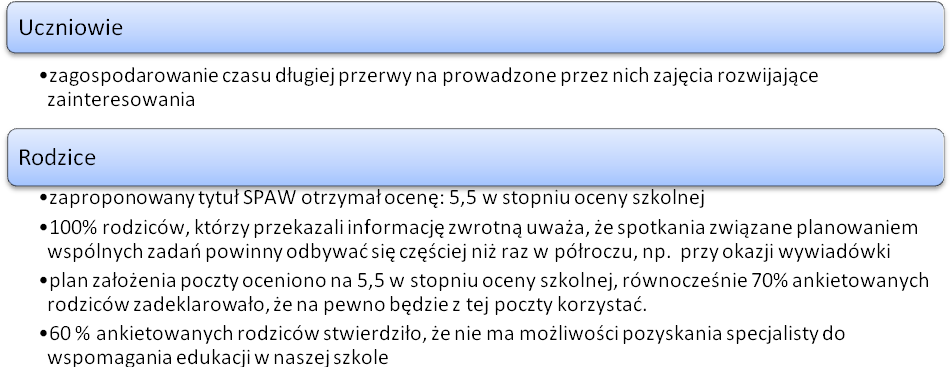 Uczniowie
•zagospodarowanie czasu długiej przerwy na prowadzone przez nich zajęcia rozwijające
zainteresowania
Rodzice
•zaproponowany tytuł SPAW otrzymał ocenę: 5,5 w stopniu oceny szkolnej
•100% rodziców, którzy przekazali informację zwrotną uważa, że spotkania związane planowaniem
wspólnych zadań powinny odbywać się częściej niż raz w półroczu, np. przy okazji wywiadówki
•plan założenia poczty oceniono na 5,5 w stopniu oceny szkolnej, równocześnie 70% ankietowanych
rodziców zadeklarowało, że na pewno będzie z tej poczty korzystać.
•60 % ankietowanych rodziców stwierdziło, że nie ma możliwości pozyskania specjalisty do
wspomagania edukacji w naszej szkole